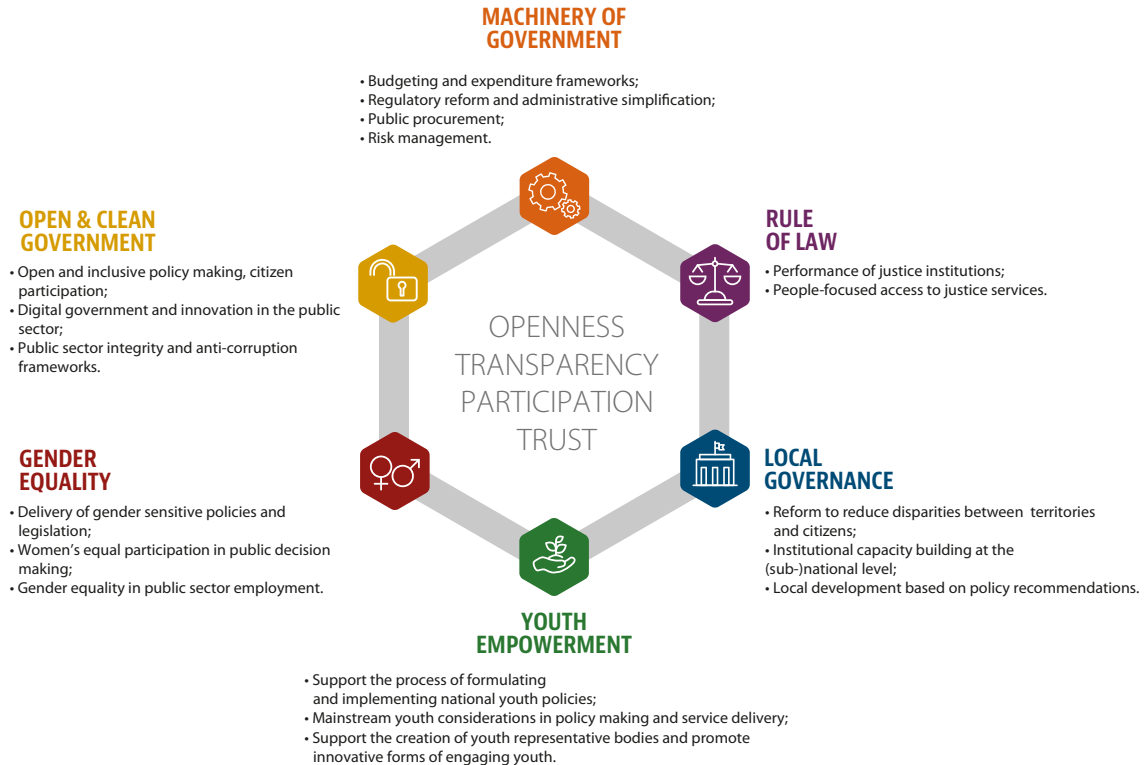 MACHINERY OF
GOVERNMENT
• Budgeting and expenditure frameworks;
• Regulatory reform and administrative simplification;
• Public procurement;
• Risk management.
OPEN & CLEAN
GOVERNMENT
• Open and inclusive policy making, citizen
participation;
• Digital government and innovation in the public
sector;
• Public sector integrity and anti-corruption
frameworks.
RULE
OF LAW
• Performance of justice institutions;
• People-focused access to justice services.
OPENNESS
TRANSPARENCY
PARTICIPATION
TRUST
GENDER
EQUALITY
• Delivery of gender sensitive policies and
legislation;
• Women’s equal participation in public decision
making;
• Gender equality in public sector employment.
LOCAL
GOVERNANCE
• Reform to reduce disparities between territories
and citizens;
• Institutional capacity building at the
(sub-)national level;
• Local development based on policy recommendations.
YOUTH
EMPOWERMENT
• Support the process of formulating
and implementing national youth policies;
• Mainstream youth considerations in policy making and service delivery;
• Support the creation of youth representative bodies and promote
innovative forms of engaging youth.